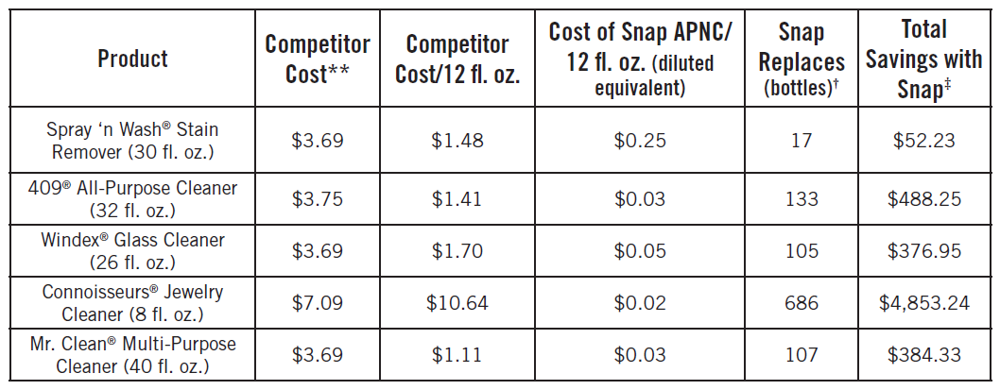 Product
Competitor
Cost**
Competitor
Cost/12 fl. oz.
Cost of Snap APNC/
12 fl. oz. (diluted
equivalent)
Snap
Replaces
(bottles)†
Total
Savings with
Snap‡
Spray ‘n Wash® Stain
Remover (30 fl. oz.)
$3.69
$1.48
$0.25
17
$52.23
409® All-Purpose Cleaner
(32 fl. oz.)
$3.75
$1.41
$0.03
133
$488.25
Windex® Glass Cleaner
(26 fl. oz.)
$3.69
$1.70
$0.05
105
$376.95
Connoisseurs® Jewelry
Cleaner (8 fl. oz.)
$7.09
$10.64
$0.02
686
$4,853.24
Mr. Clean® Multi-Purpose
Cleaner (40 fl. oz.)
$3.69
$1.11
$0.03
107
$384.33